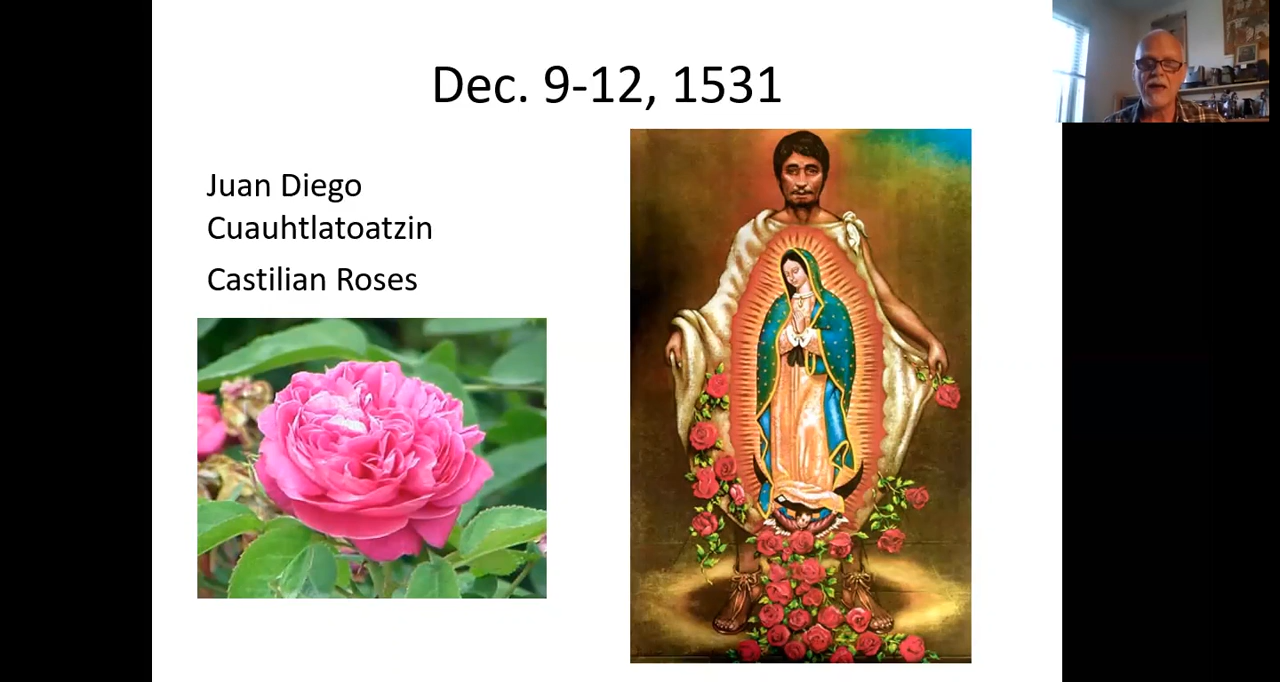 Dec. 9-12, 1531
Juan Diego
Cuauhtlatoatzin
Castilian Roses